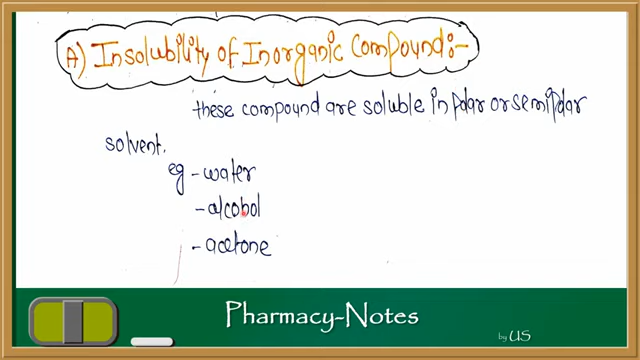 A) Insolubility of Inorganic Compound:-
these compound are soluble in polar or semipolar
solvent.
eg - water
- alcohol
- acetone
Pharmacy-Notes
by US